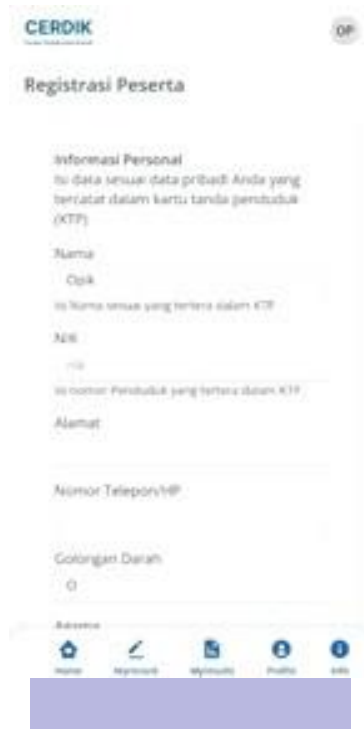 CERDIK
OP
Registrasi Peserta
Informasi Personal
Isi data sesuai data pribadi Anda yang
tercatat dalam kartu tanda penduduk
(KTP)
Nama
Opik
Isi Nama sesuai yang tertera dalam KTP
NIK
Isi nomor Penduduk yang tertera dalam KTP
Alamat
Nomor Telepon/HP
Golongan Darah
O
Agama
Home
Profile
Info